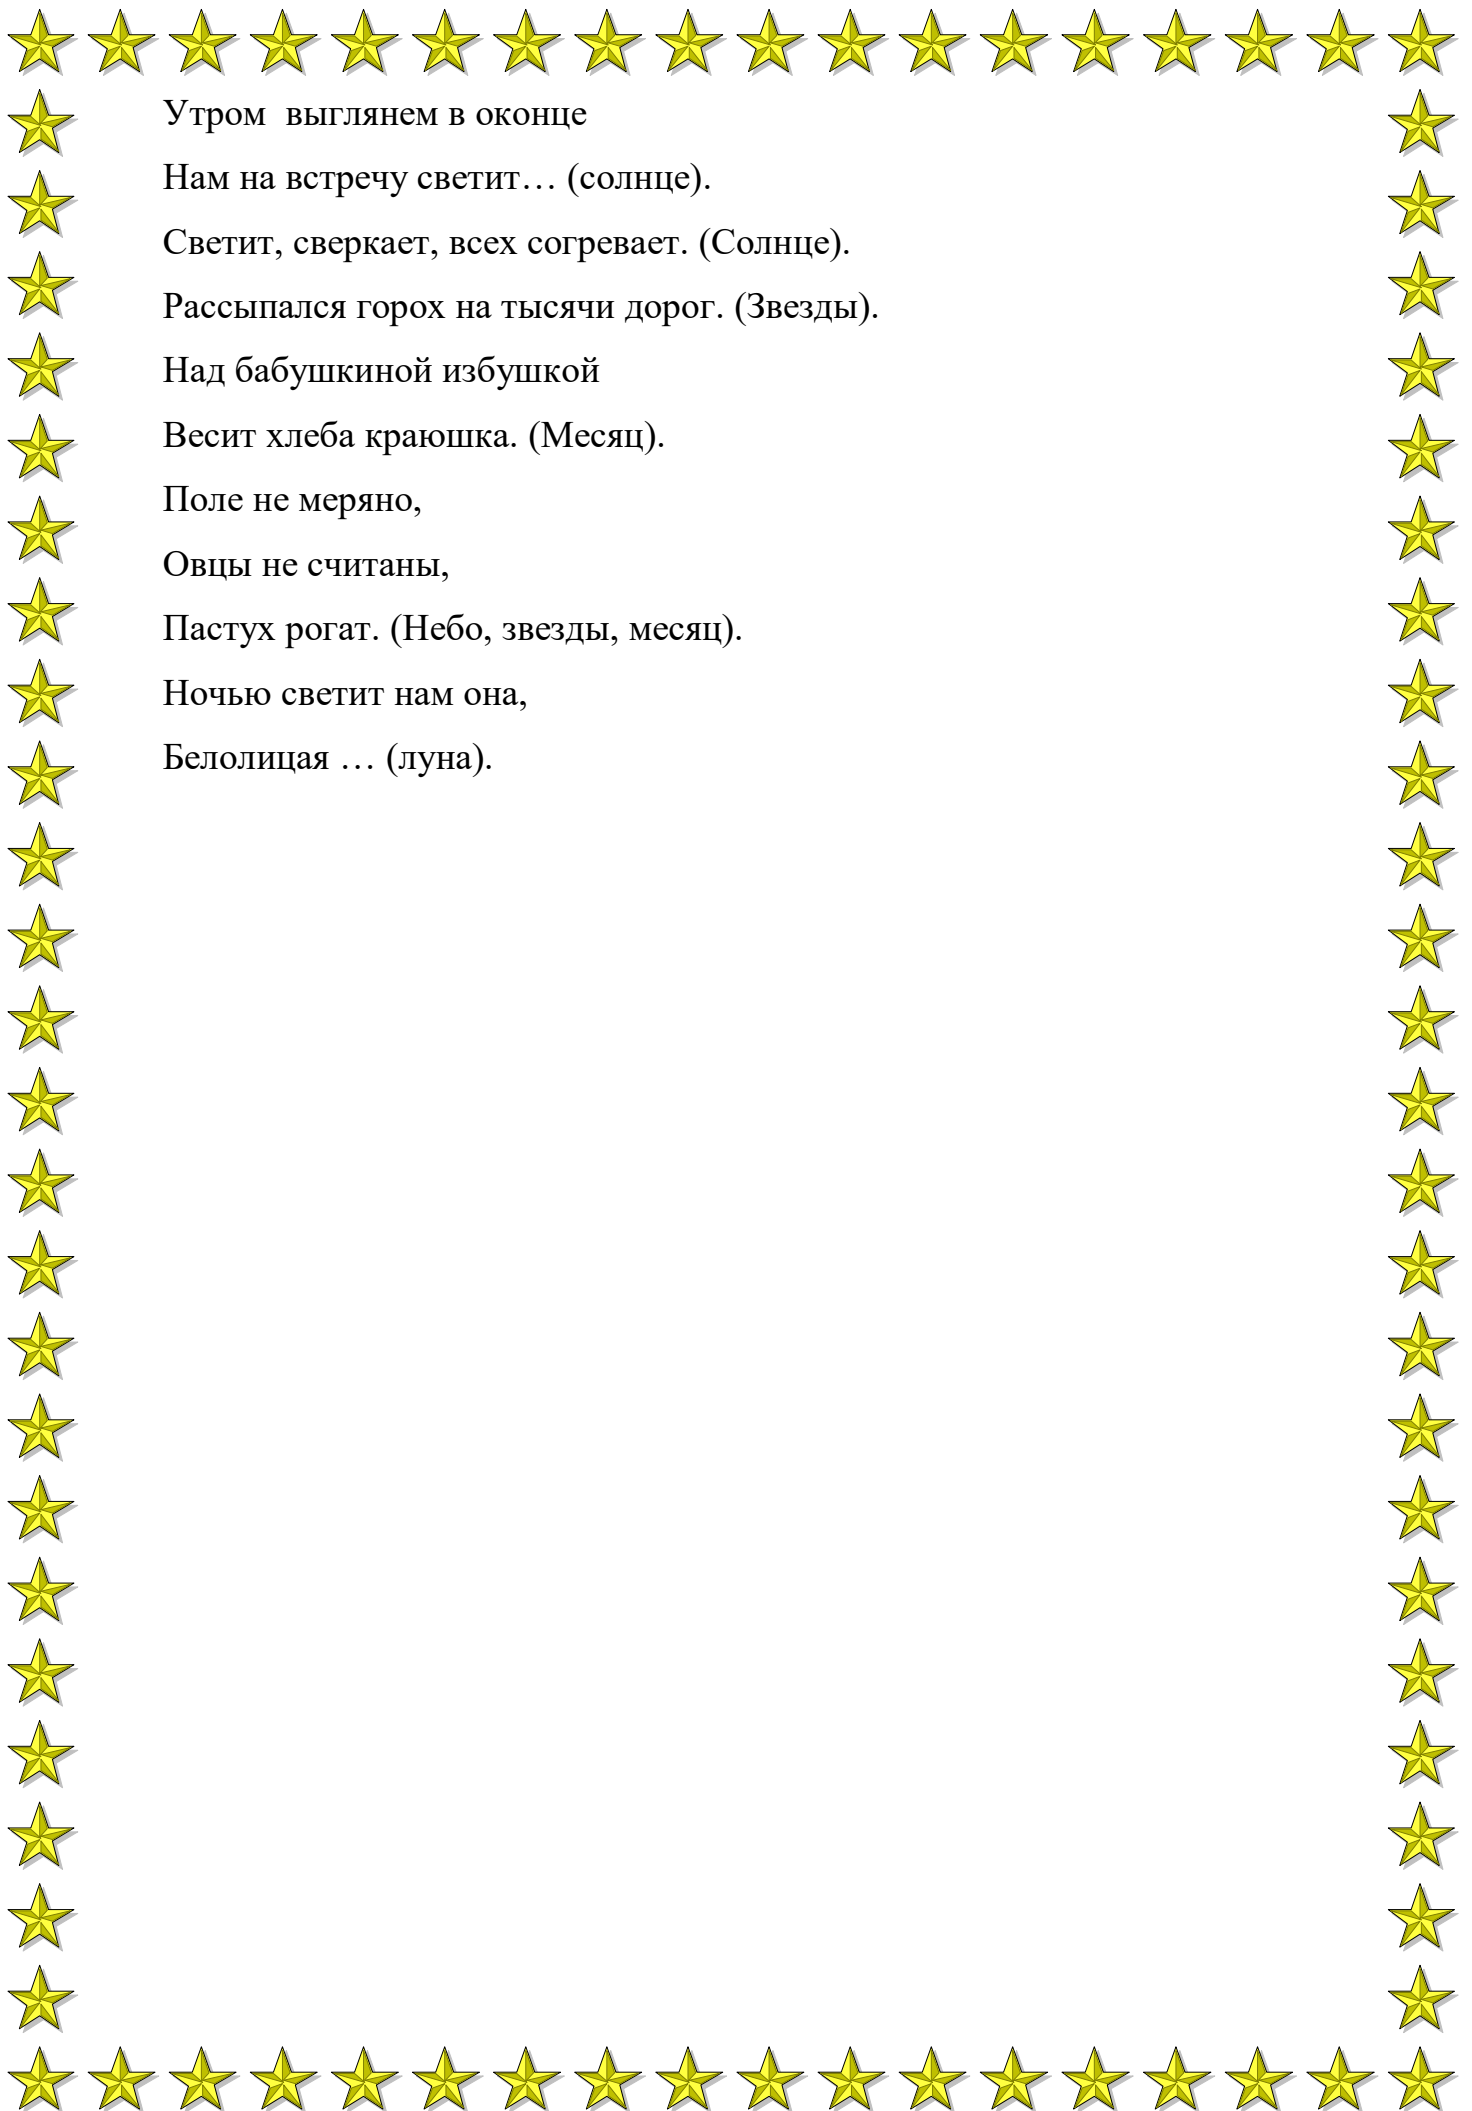 Утром  выглянем в оконце
Нам на встречу светит… (солнце).
Светит, сверкает, всех согревает. (Солнце).
Рассыпался горох на тысячи дорог. (Звезды).
Над бабушкиной избушкой
Весит хлеба краюшка. (Месяц).
Поле не меряно,
Овцы не считаны,
Пастух рогат. (Небо, звезды, месяц).
Ночью светит нам она,
Белолицая … (луна).